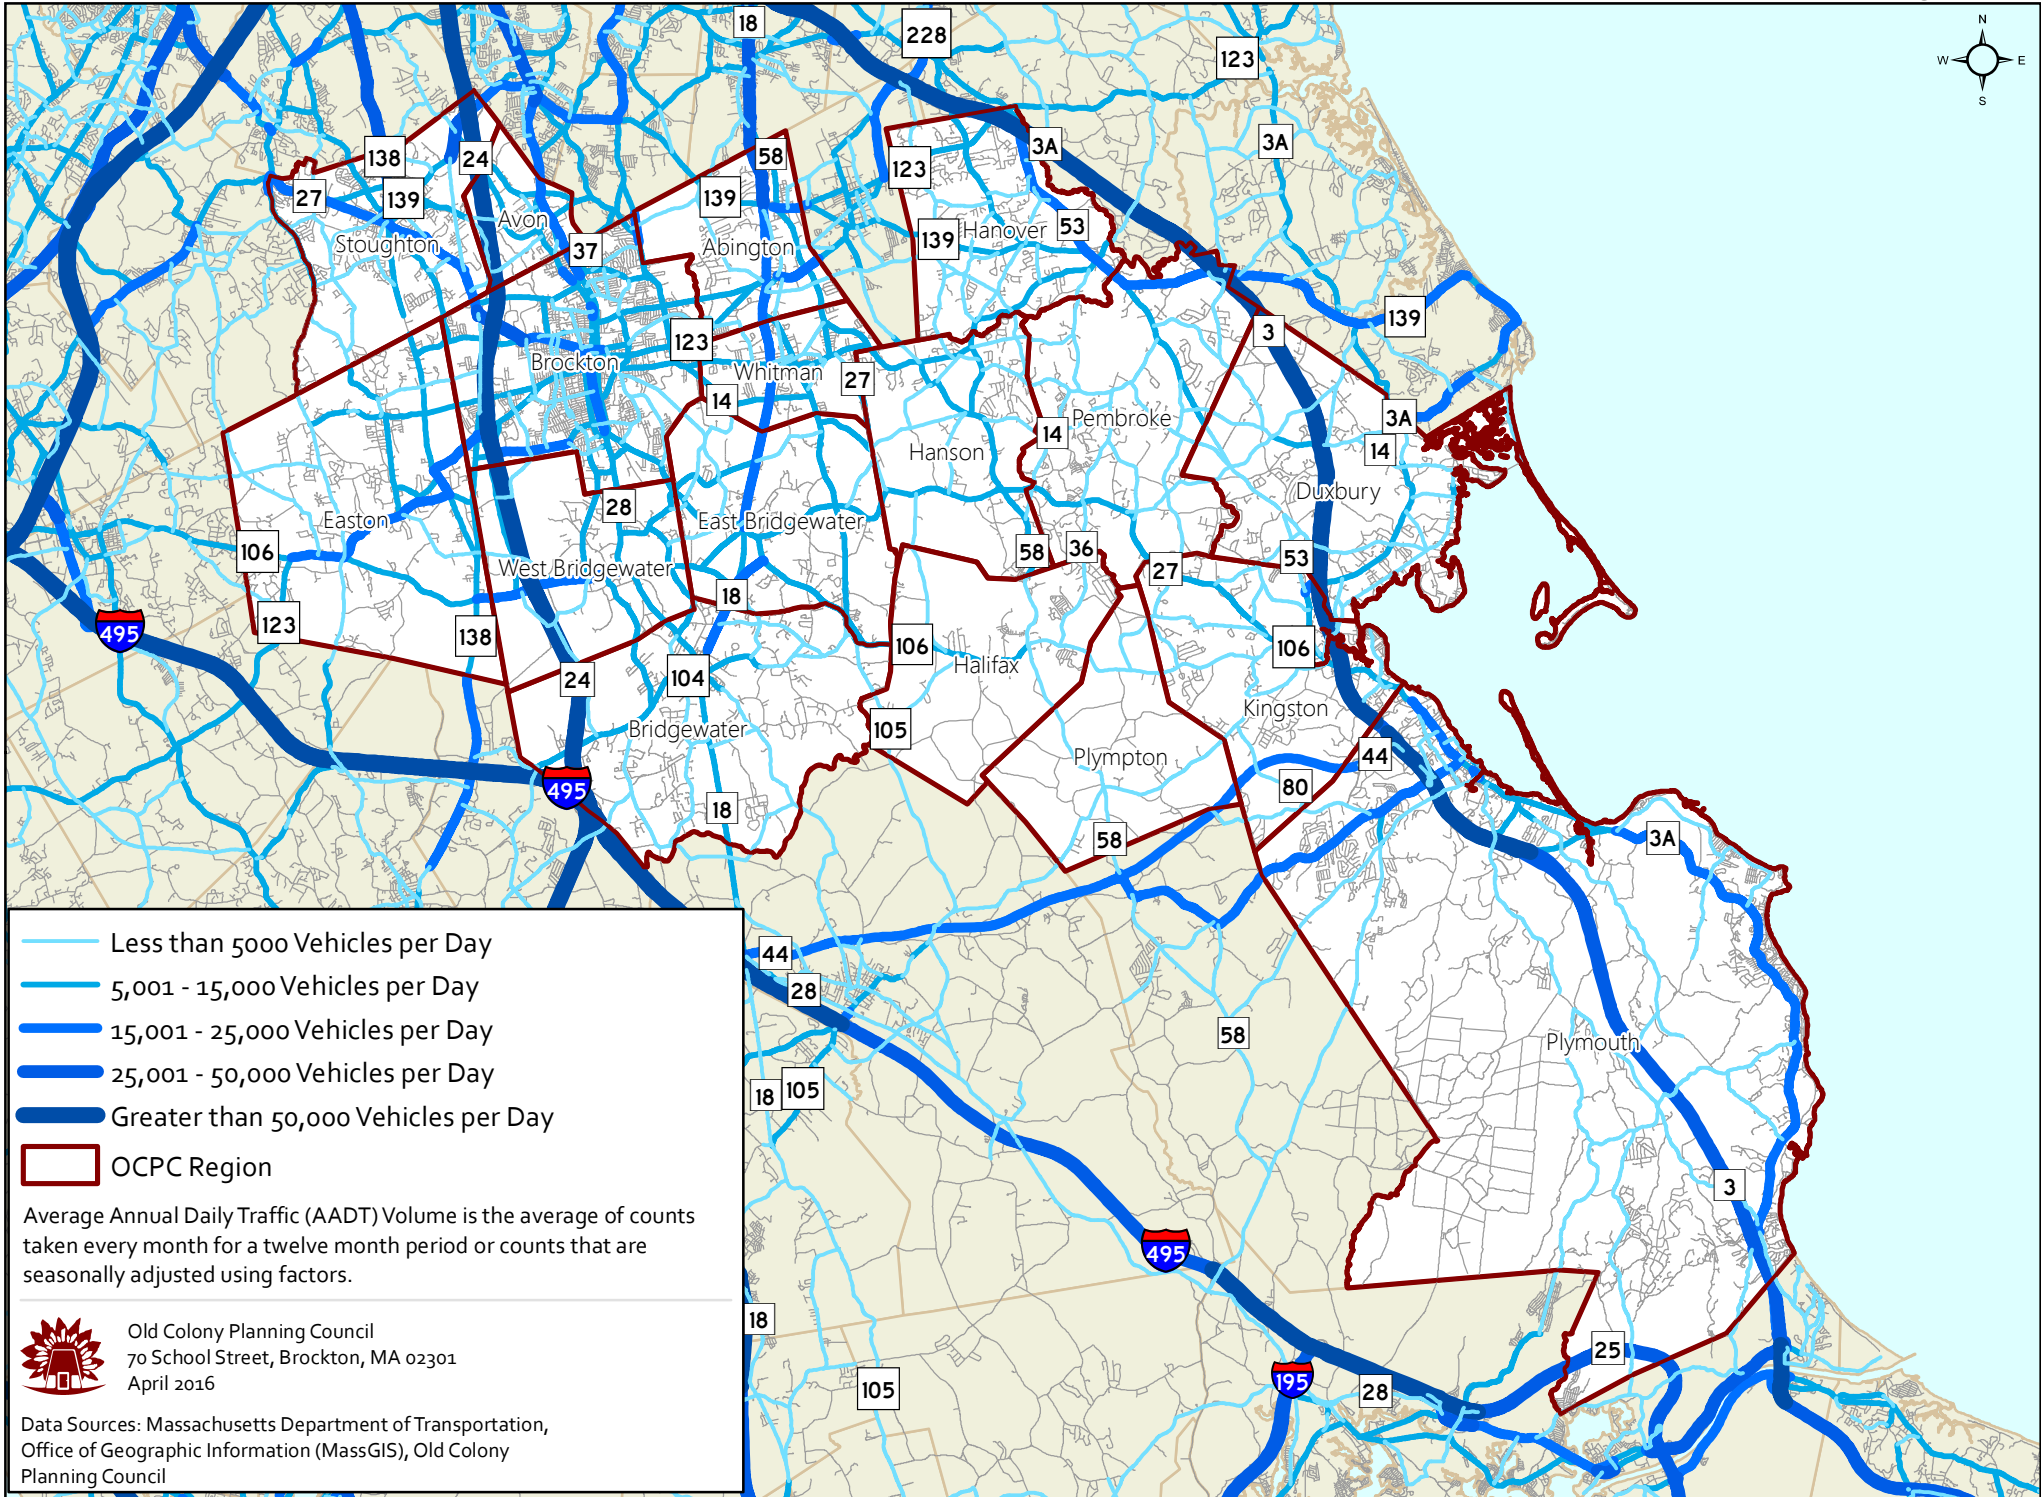 18
228
123
N
W
E
S
138
24
58
3A
3A
27
139
139
123
Avon
Stoughton
37
Abington
139
Hanover
53
123
3
139
Brockton
Whitman
27
14
3A
14
Pembroke
14
Hanson
28
Duxbury
Easton
East Bridgewater
106
58
36
53
West Bridgewater
27
18
123
495
138
106
106
Halifax
24
104
Kingston
105
Bridgewater
Plympton
44
495
80
18
58
3A
44
28
58
Plymouth
18
105
3
495
18
25
195
28
105
Less than 5000 Vehicles per Day
5,001 - 15,000 Vehicles per Day
15,001 - 25,000 Vehicles per Day
25,001 - 50,000 Vehicles per Day
Greater than 50,000 Vehicles per Day
OCPC Region
Average Annual Daily Traffic (AADT) Volume is the average of counts
taken every month for a twelve month period or counts that are
seasonally adjusted using factors.
Old Colony Planning Council
70 School Street, Brockton, MA 02301
April 2016
Data Sources: Massachusetts Department of Transportation,
Office of Geographic Information (MassGIS), Old Colony
Planning Council